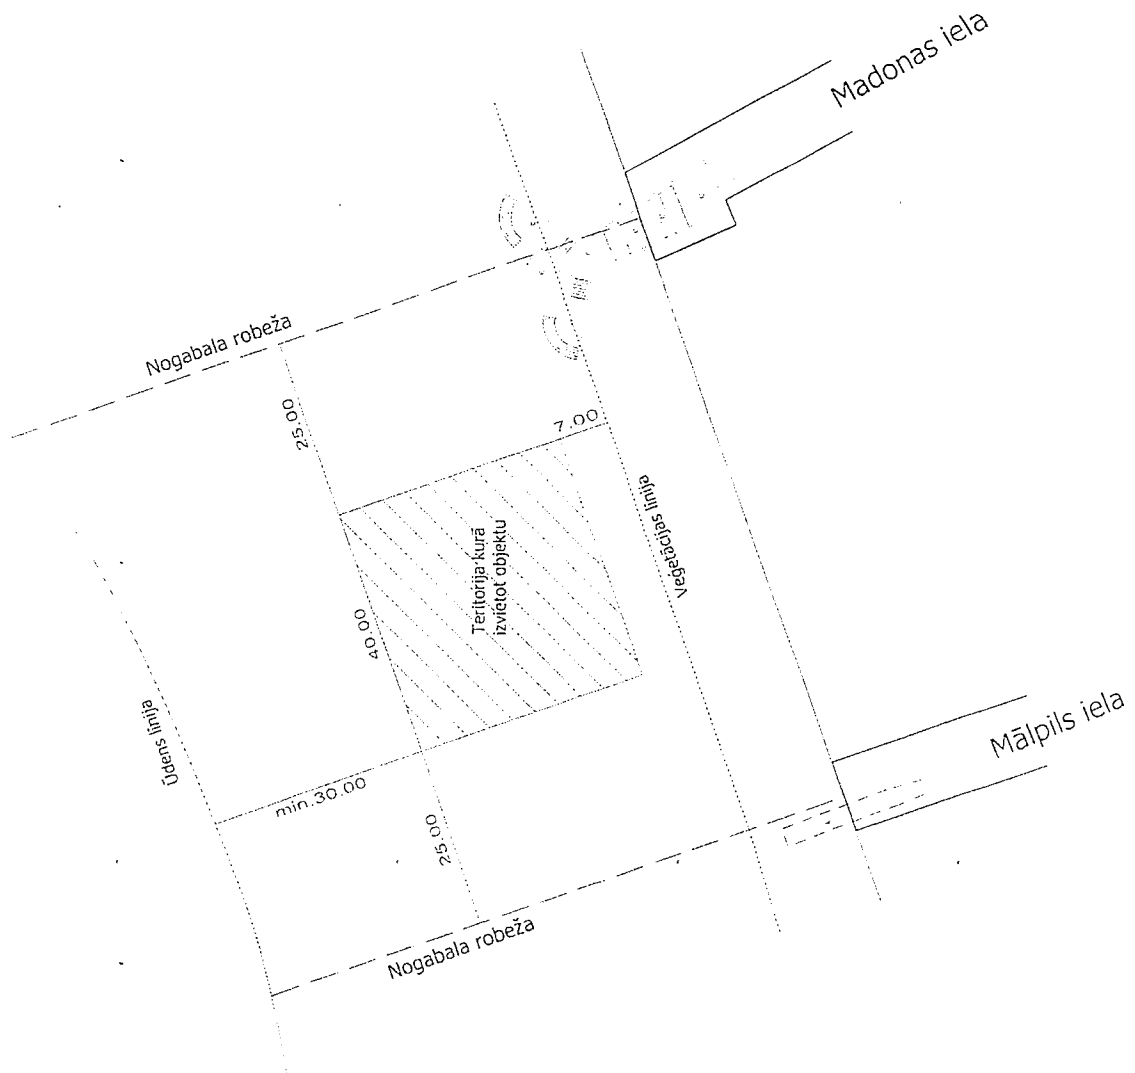 Madonas iela
Nogabala robeža
25.00
7.00
Veģetācijas līnija
Teritorija kurā
izvietot objektu
40.00
Ūdens līnija
min.30.00
25.00
Mālpils iela
Nogabala robeža